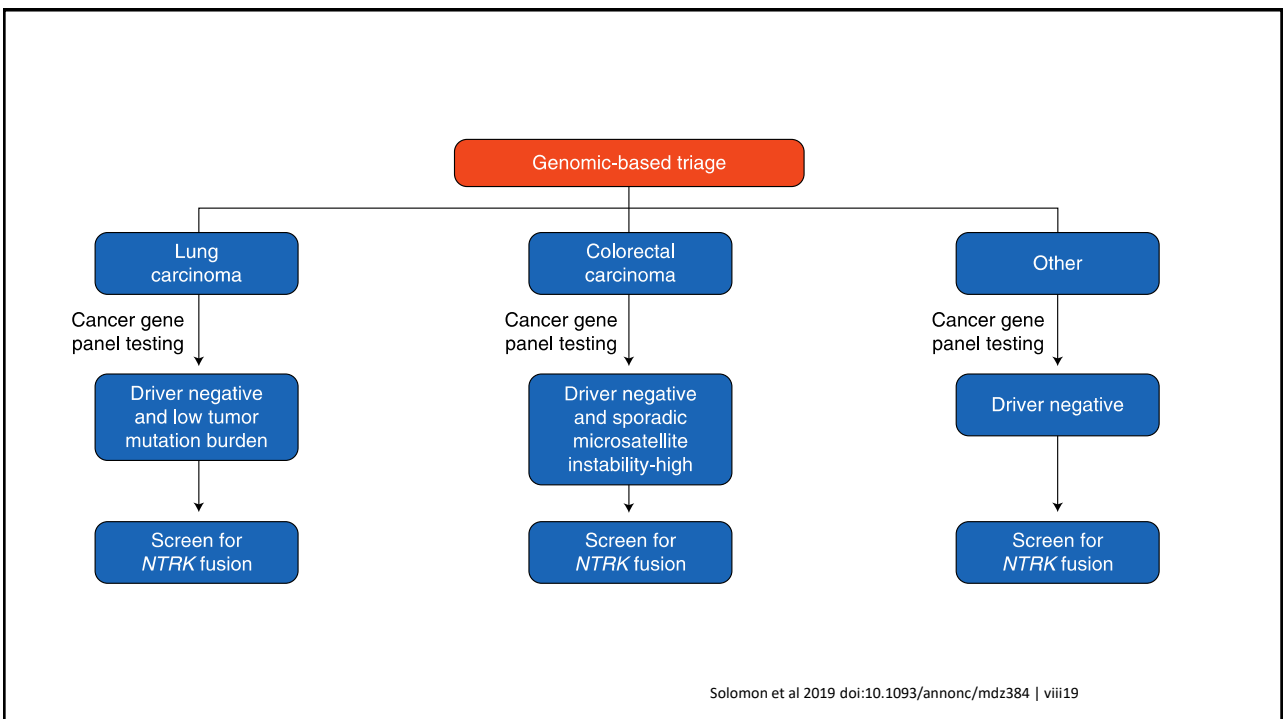 Genomic-based triage
Lung
carcinoma
Colorectal
carcinoma
Other
Cancer gene
panel testing
Cancer gene
panel testing
Cancer gene
panel testing
Driver negative
and low tumor
mutation burden
Driver negative
and sporadic
microsatellite
instability-high
Driver negative
Screen for
NTRK fusion
Screen for
NTRK fusion
Screen for
NTRK fusion
Solomon et al 2019 doi:10.1093/annonc/mdz384 | viii19